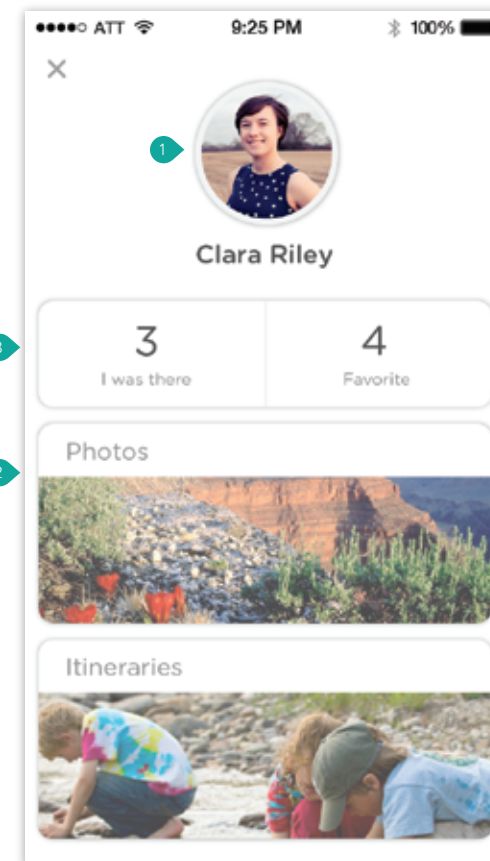 ATT 9:25 PM 100%
1
Clara Riley
3 4
I was there Favorite
Photos
Itineraries